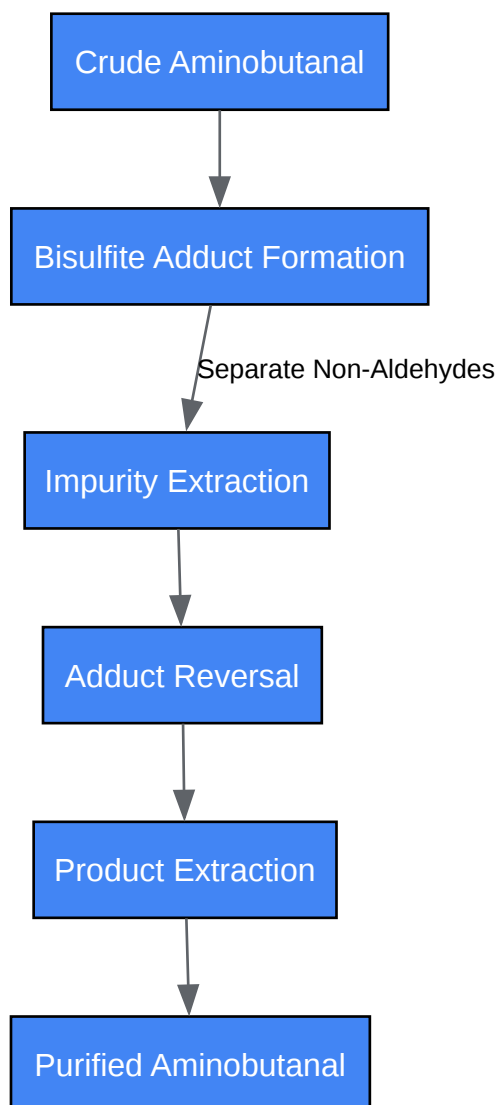 Crude Aminobutanal
Bisulfite Adduct Formation
Separate Non-Aldehydes
Impurity Extraction
Adduct Reversal
Product Extraction
Purified Aminobutanal